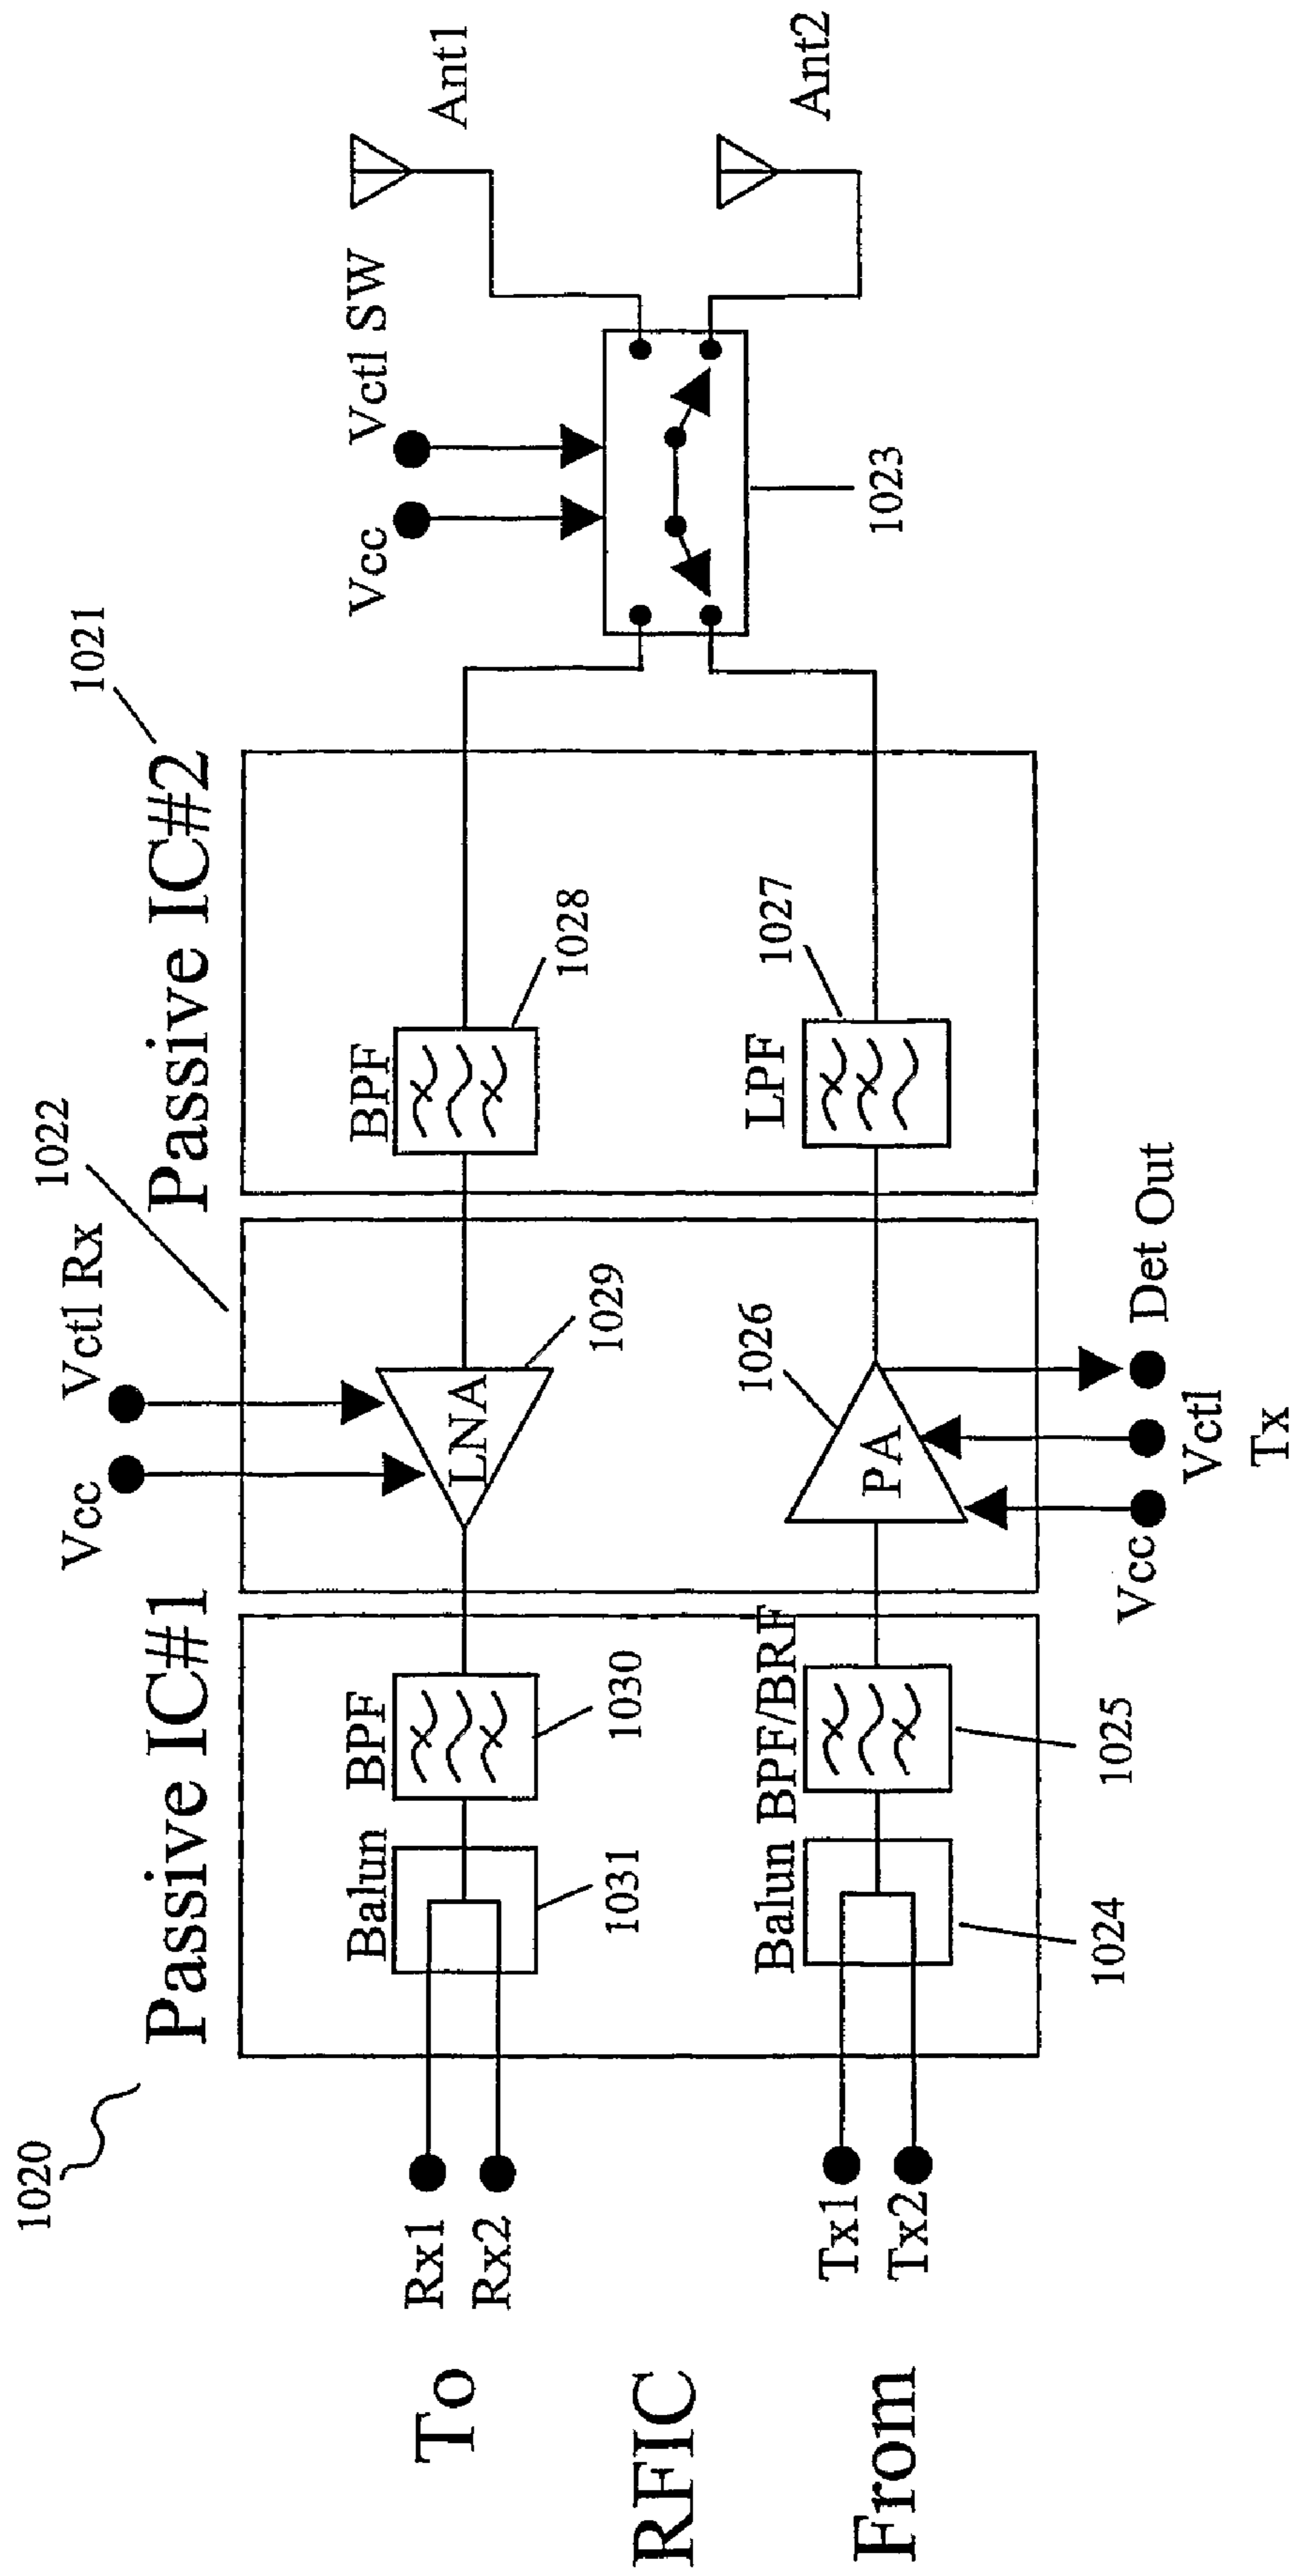 1020
Passive IC#1
1022
Passive IC#2
1021
Vcc
Vctl Rx
Vcc
Vctl SW
Ant1
Ant2
To
Rx1
Rx2
Balun
1031
BPF
1030
LNA
1029
BPF
1028
1023
RFIC
From
Tx1
Tx2
Balun
1024
BPF/BRF
1025
PA
1026
LPF
1027
Vcc
Vctl
Tx
Det Out